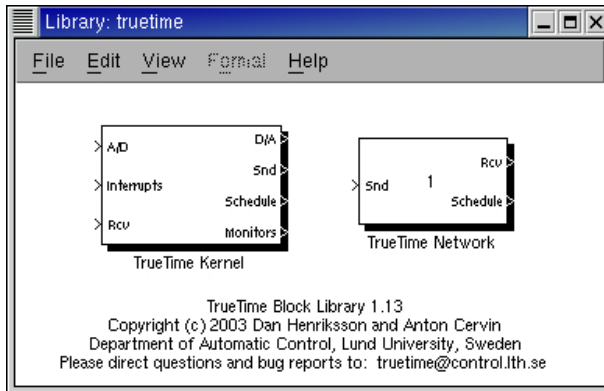 Library: truetime
File Edit View Format Help
A/D
Interrupts
Rcv
D/A
Snd
Schedule
Monitors
TrueTime Kernel
Snd
1
Rcv
Schedule
TrueTime Network
TrueTime Block Library 1.13
Copyright (c) 2003 Dan Henriksson and Anton Cervin
Department of Automatic Control, Lund University, Sweden
Please direct questions and bug reports to: truetime@control.lth.se